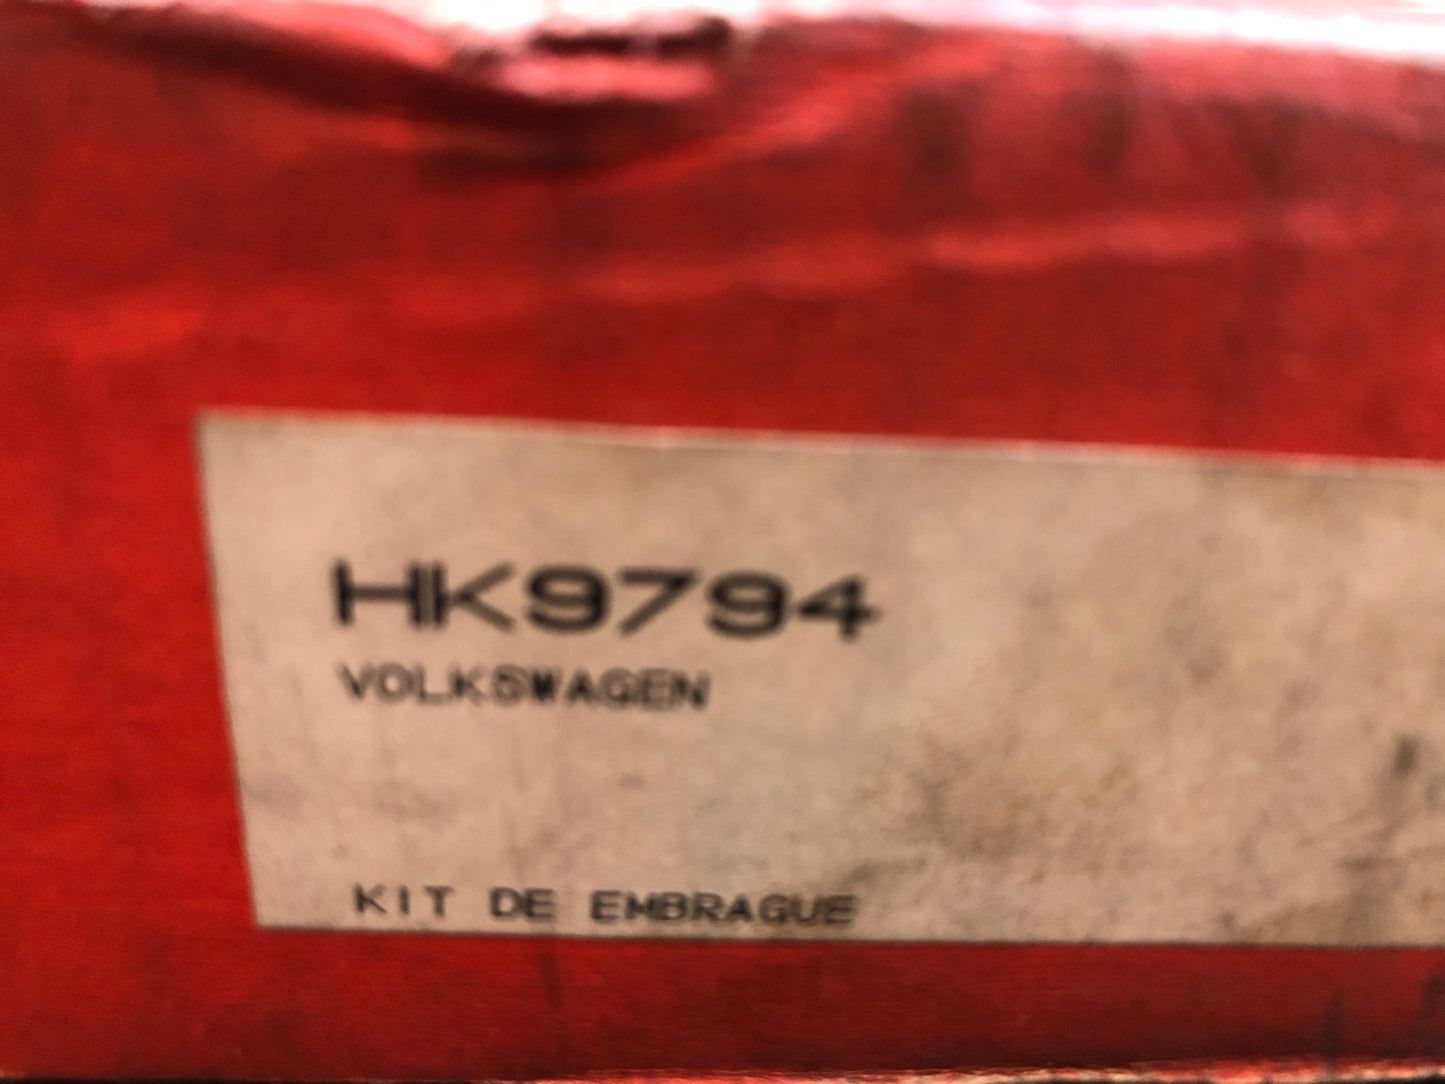 HK9794
VOLKSWAGEN
KIT DE EMBRAGUE